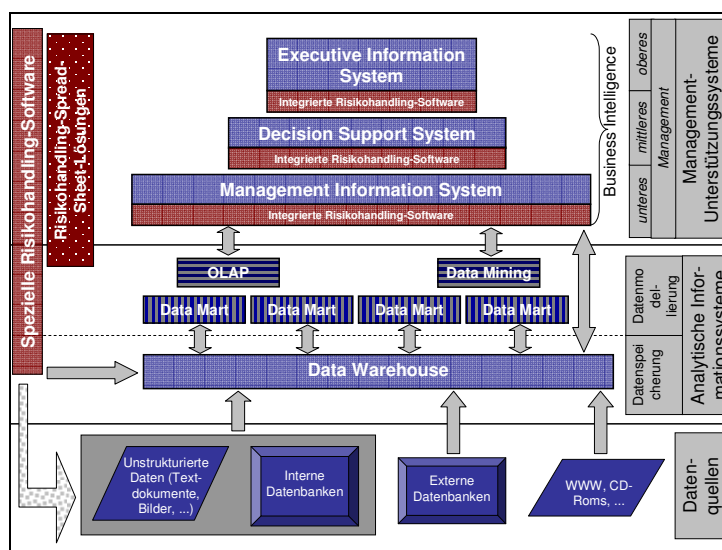 Spezielle Risikohandling-Software
Risikohandling-Spread-
Sheet-Lösungen
Executive Information
System
Integrierte Risikohandling-Software
Decision Support System
Integrierte Risikohandling-Software
Management Information System
Integrierte Risikohandling-Software
Business Intelligence
oberes
mittleres
unteres
Management
Management-
Unterstützungssysteme
OLAP
Data Mining
Data Mart
Data Mart
Data Mart
Data Mart
Data Warehouse
Datenmo
dellierung
Datenspei
cherung
Analytische Infor-
mationssysteme
Unstrukturierte
Daten (Text-
dokumente,
Bilder, ...)
Interne
Datenbanken
Externe
Datenbanken
WWW, CD-
Roms, ...
Daten-
quellen